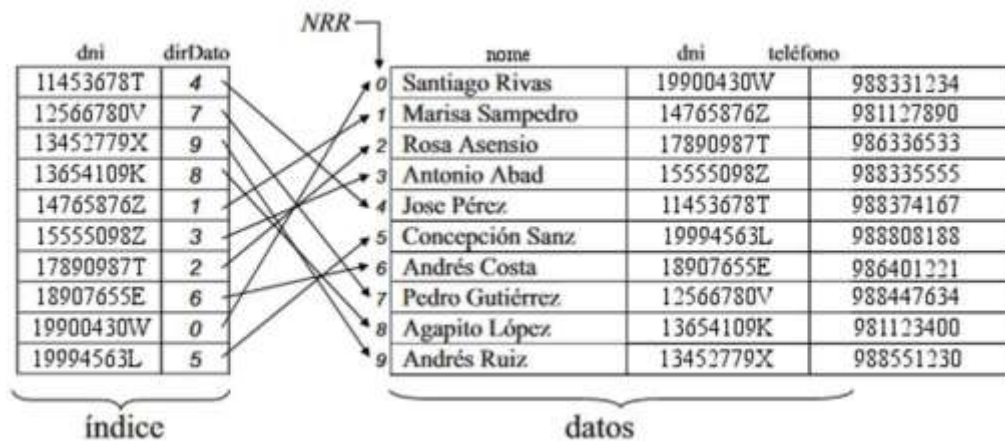 NRR
dni dirDato
11453678T 4
12566780V 7
13452779X 9
13654109K 8
14765876Z 1
15555098Z 3
17890987T 2
18907655E 6
19900430W 0
19994563L 5
índice
nome dni teléfono
0 Santiago Rivas 19900430W 988331234
1 Marisa Sampedro 14765876Z 981127890
2 Rosa Asensio 17890987T 986336533
3 Antonio Abad 15555098Z 988335555
4 Jose Pérez 11453678T 988374167
5 Concepción Sanz 19994563L 988808188
6 Andrés Costa 18907655E 986401221
7 Pedro Gutiérrez 12566780V 988447634
8 Agapito López 13654109K 981123400
9 Andrés Ruiz 13452779X 988551230
datos